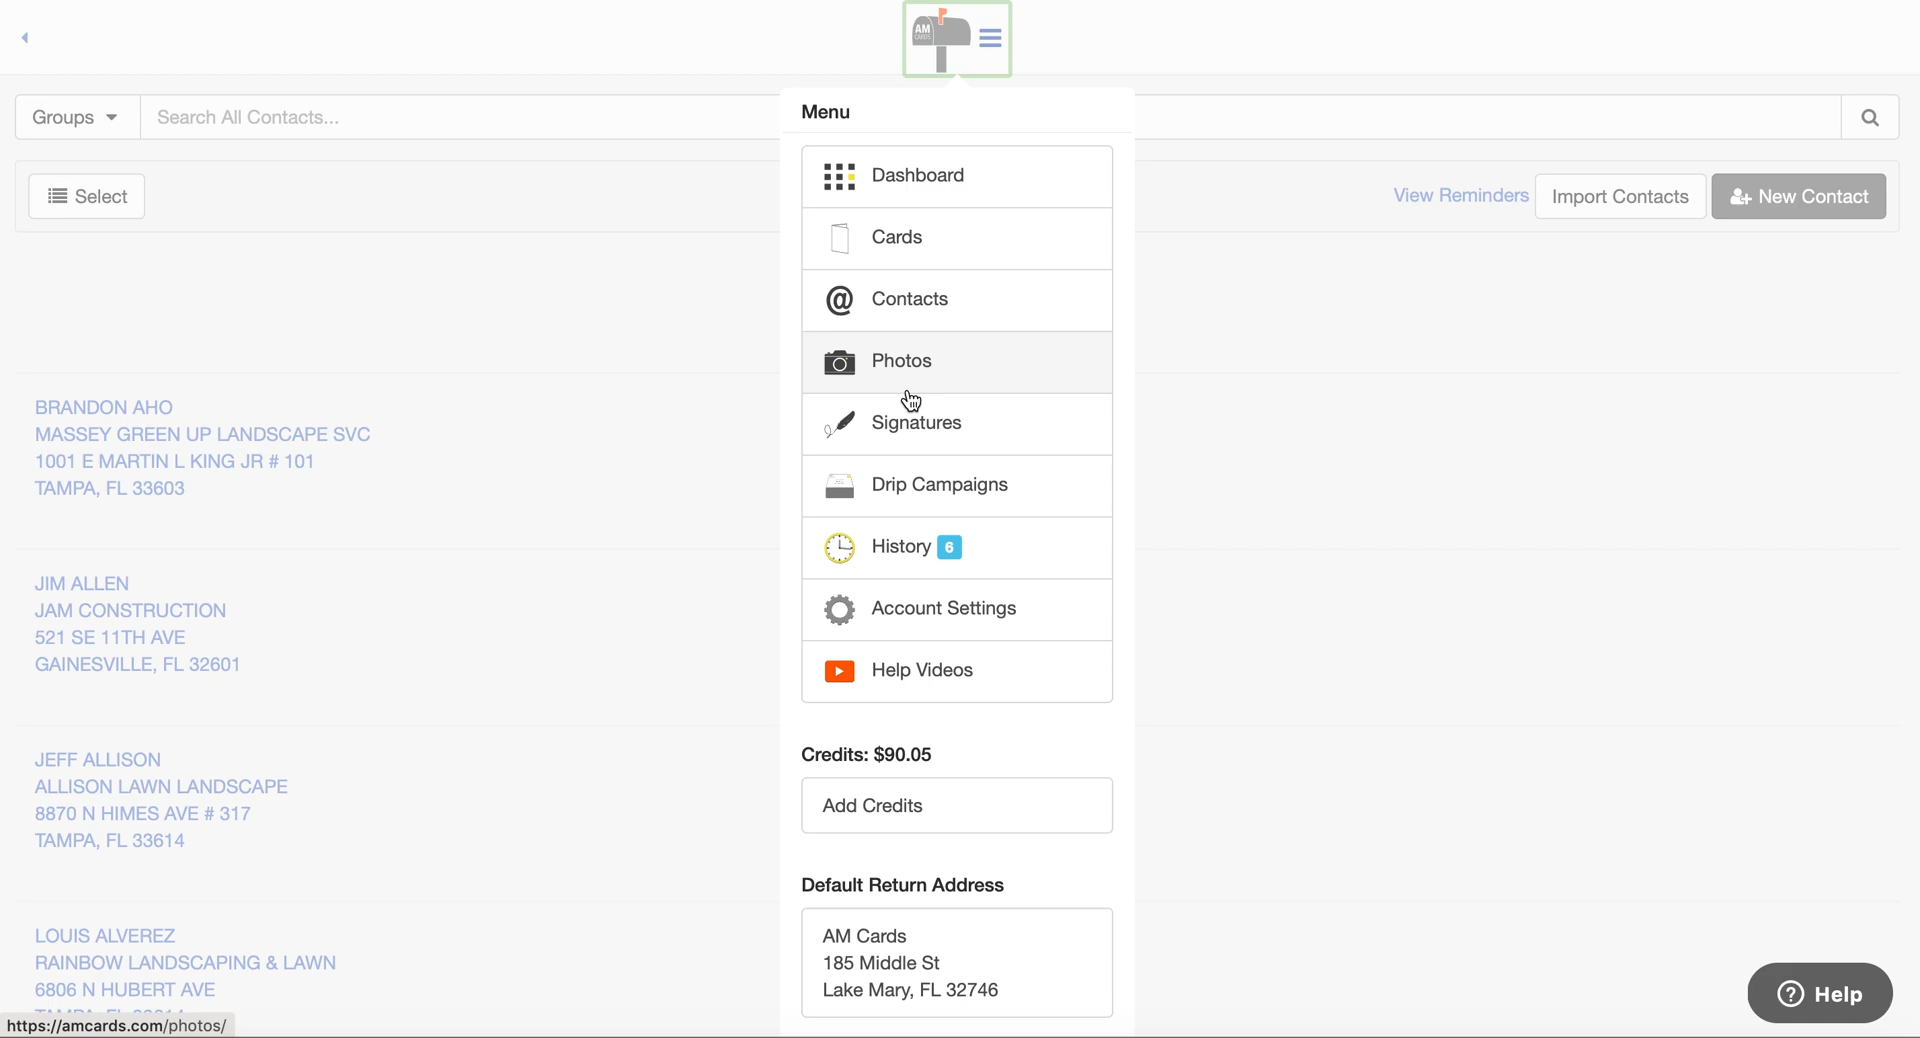 AM
CARDS
Groups
Search All Contacts...
Select
View Reminders
Import Contacts
New Contact
Menu
Dashboard
Cards
@ Contacts
Photos
Signatures
Drip Campaigns
History 6
Account Settings
Help Videos
Credits: $90.05
Add Credits
Default Return Address
AM Cards
185 Middle St
Lake Mary, FL 32746
BRANDON AHO
MASSEY GREEN UP LANDSCAPE SVC
1001 E MARTIN L KING JR # 101
TAMPA, FL 33603
JIM ALLEN
JAM CONSTRUCTION
521 SE 11TH AVE
GAINESVILLE, FL 32601
JEFF ALLISON
ALLISON LAWN LANDSCAPE
8870 N HIMES AVE # 317
TAMPA, FL 33614
LOUIS ALVEREZ
RAINBOW LANDSCAPING & LAWN
6806 N HUBERT AVE
https://amcards.com/photos/
? Help